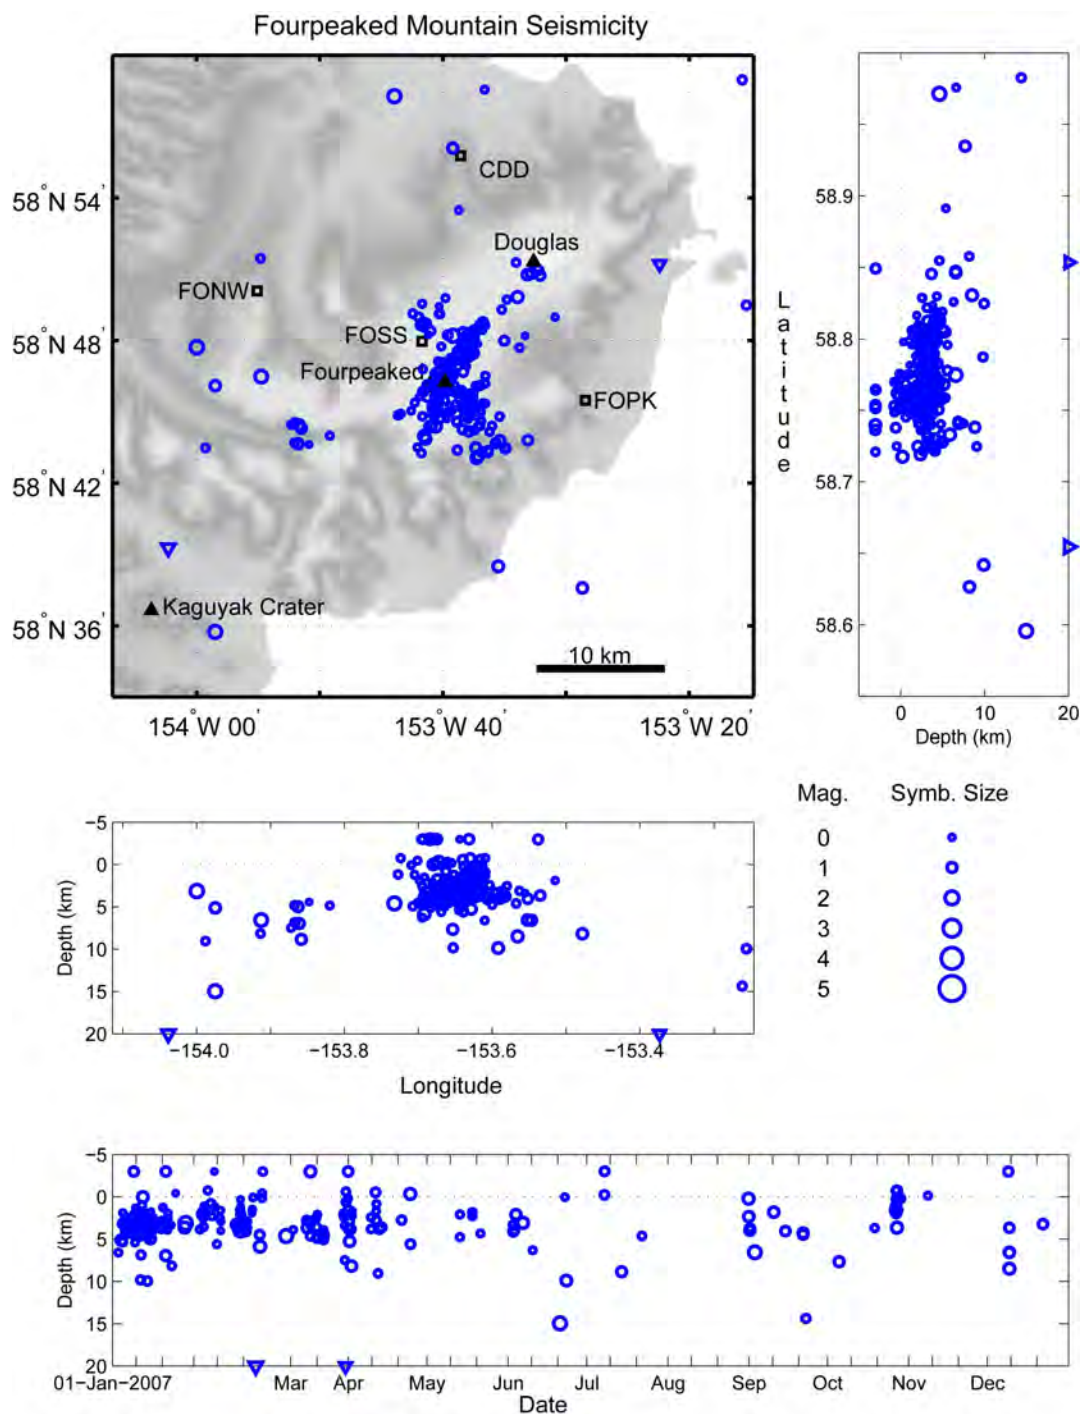 Fourpeaked Mountain Seismicity
58°N 54'
58°N 48'
58°N 42'
58°N 36'
CDD
Douglas
FONW
FOSS
Fourpeaked
FOPK
Kaguyak Crater
10 km
154°W 00'
153°W 40'
153°W 20'
Latitude
58.9
58.8
58.7
58.6
0 10 20
Depth (km)
Mag. Symb. Size
0
1
2
3
4
5
−5
0
5
10
15
20
Depth (km)
−154.0 −153.8 −153.6 −153.4
Longitude
−5
0
5
10
15
20
Depth (km)
01−Jan−2007 Mar Apr May Jun Jul Aug Sep Oct Nov Dec
Date